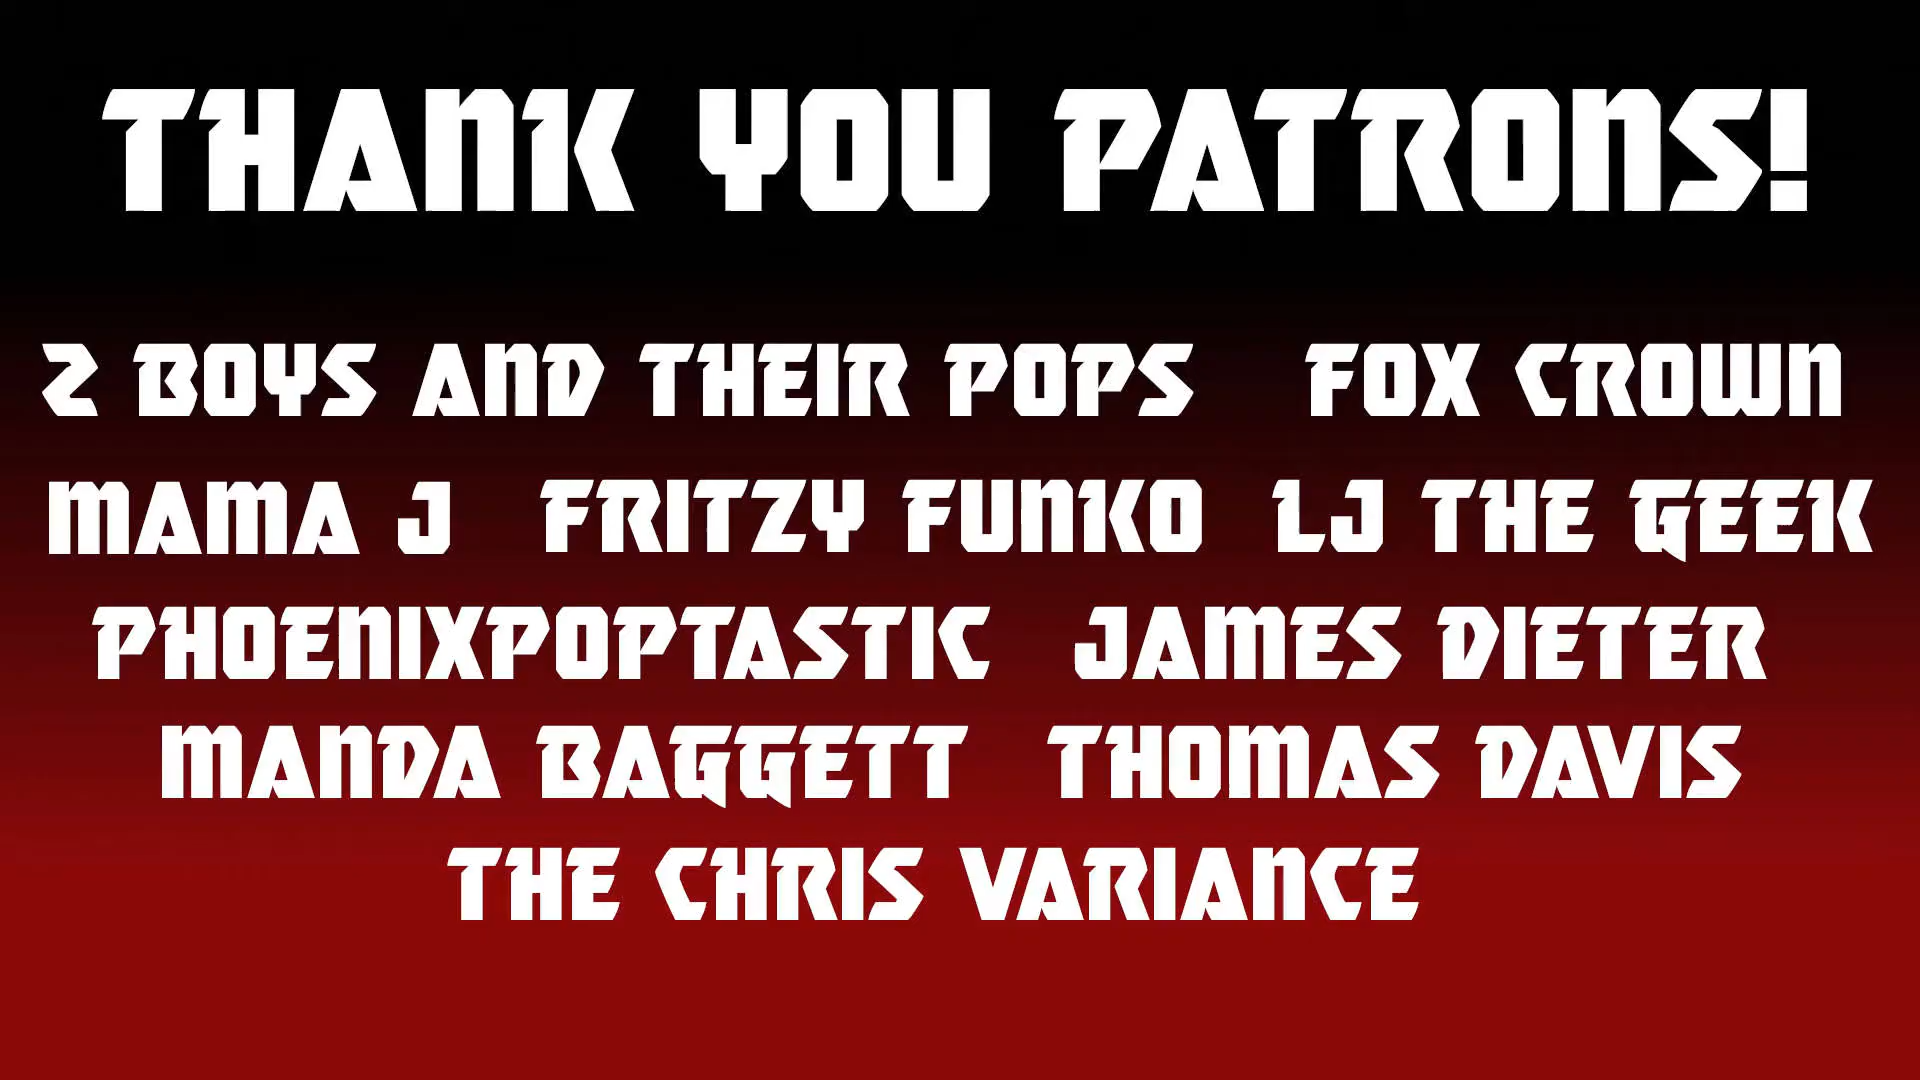 THANK YOU PATRONS!
2 BOYS AND THEIR POPS FOX CROWN
MAMA J FRITZY FUNKO LJ THE GEEK
PHOENIXPOPTASTIC JAMES DIETER
MANDA BAGGETT THOMAS DAVIS
THE CHRIS VARIANCE